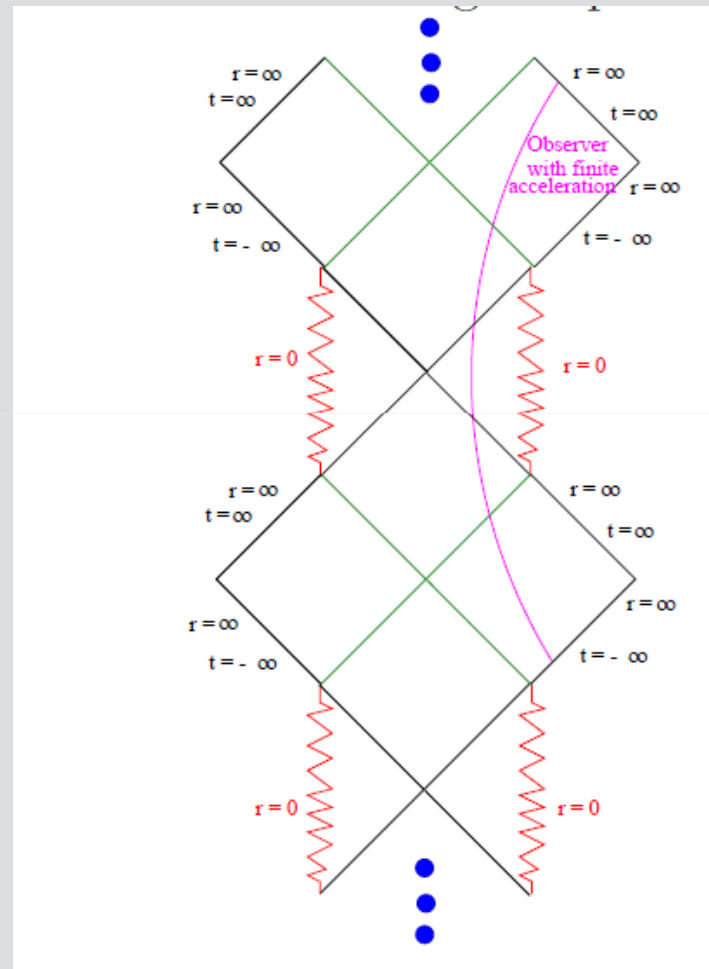 r = ∞
t = ∞
r = ∞
t = ∞
Observer
with finite
acceleration
r = ∞
r = ∞
t = - ∞
t = - ∞
r = 0
r = 0
r = ∞
t = ∞
r = ∞
t = ∞
r = ∞
t = - ∞
r = ∞
t = - ∞
r = 0
r = 0